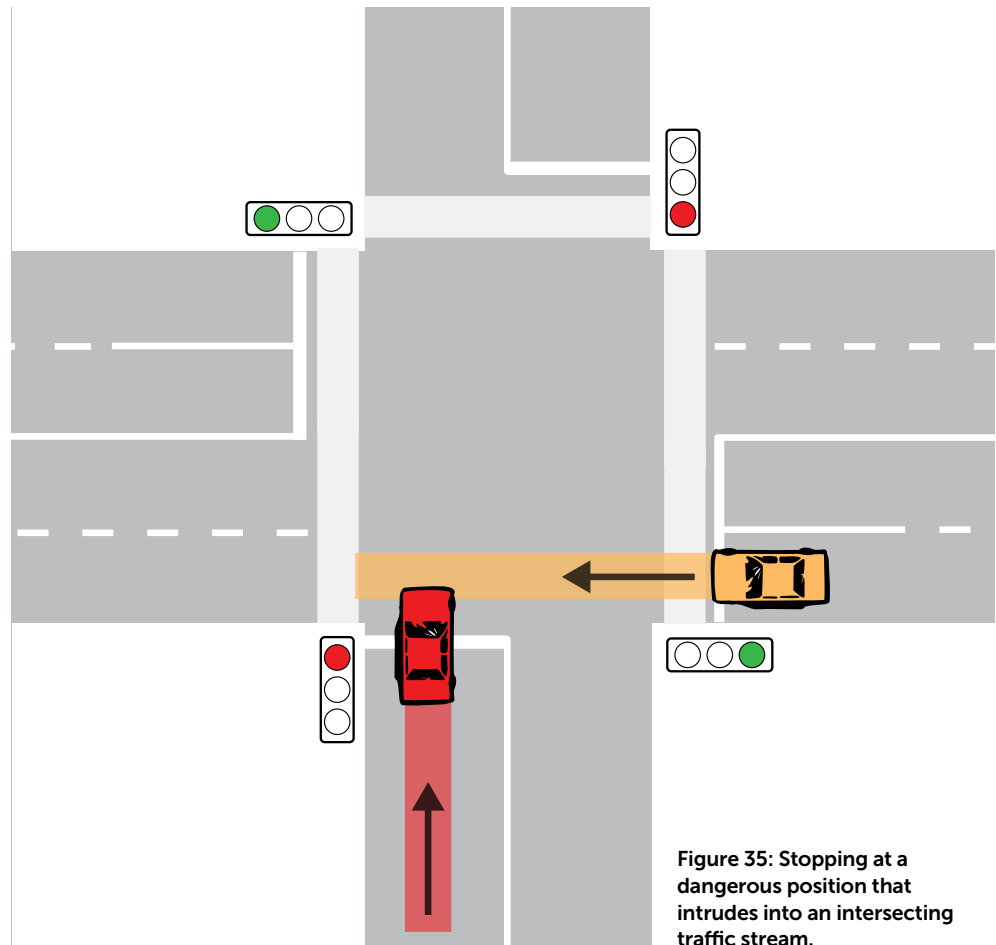 Figure 35: Stopping at a
dangerous position that
intrudes into an intersecting
traffic stream.